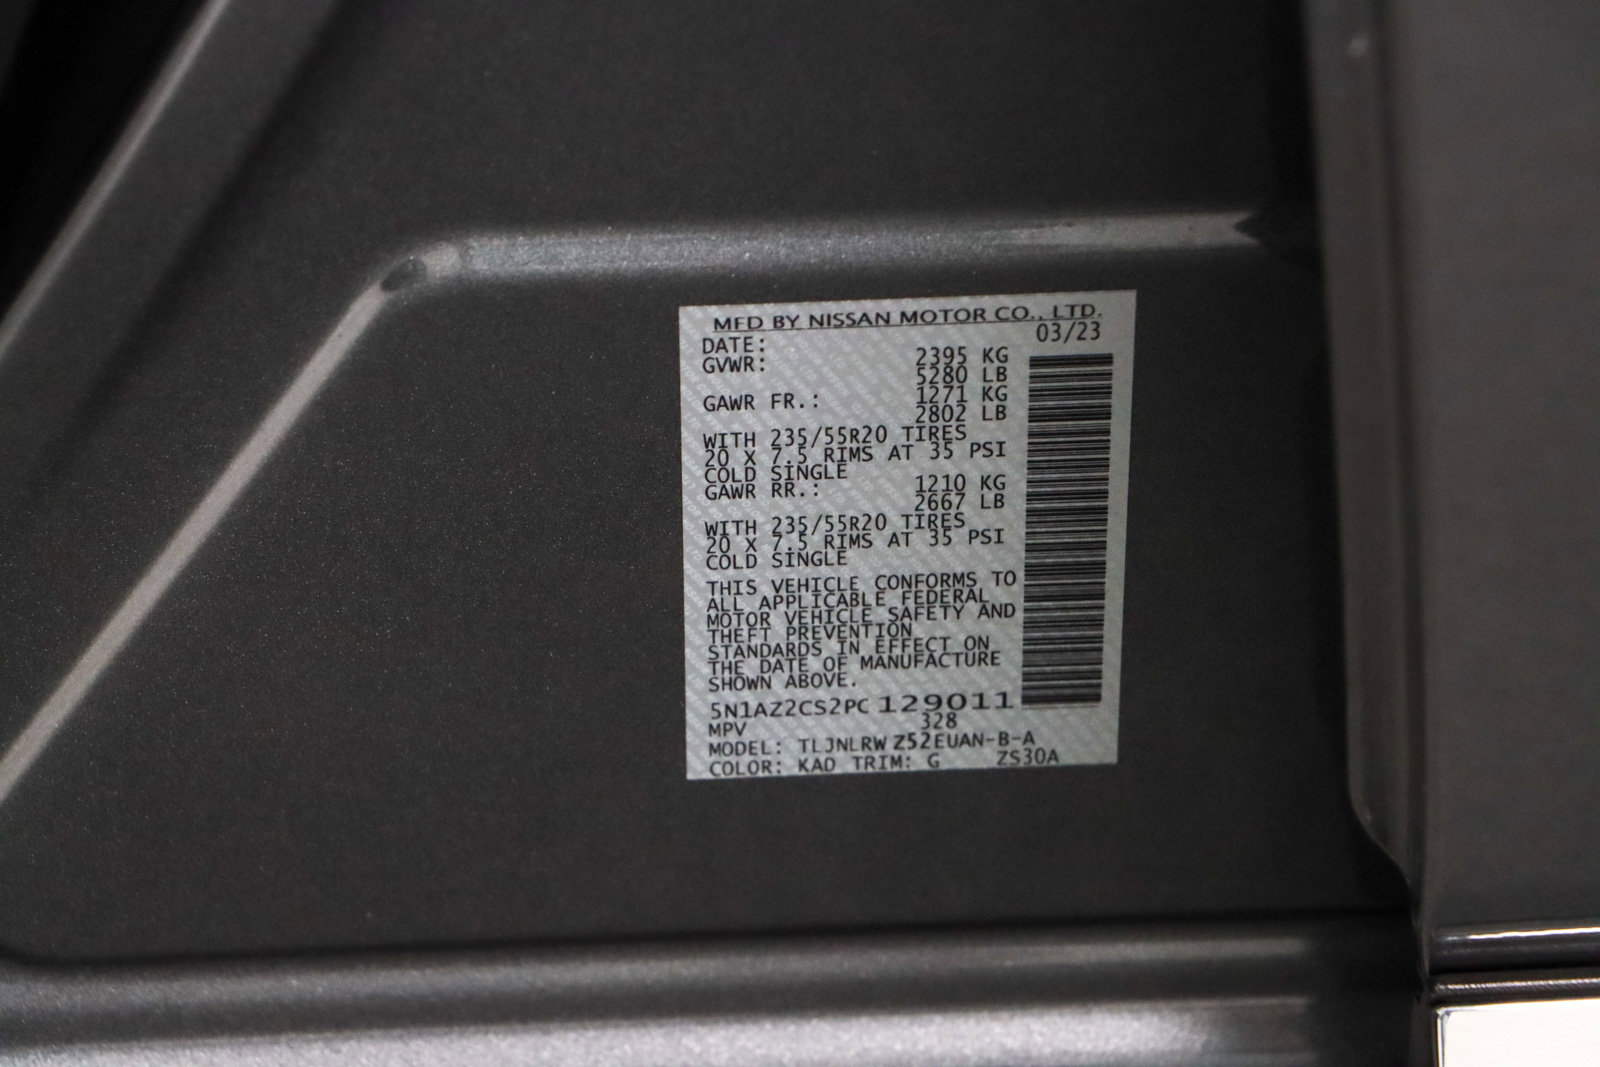 MFD BY NISSAN MOTOR CO., LTD.
DATE: 03/23
GVWR: 2395 KG
5280 LB
GAWR FR.: 1271 KG
2802 LB
WITH 235/55R20 TIRES
20 X 7.5 RIMS AT 35 PSI
COLD SINGLE
GAWR RR.: 1210 KG
2667 LB
WITH 235/55R20 TIRES
20 X 7.5 RIMS AT 35 PSI
COLD SINGLE
THIS VEHICLE CONFORMS TO
ALL APPLICABLE FEDERAL
MOTOR VEHICLE SAFETY AND
THEFT PREVENTION
STANDARDS IN EFFECT ON
THE DATE OF MANUFACTURE
SHOWN ABOVE.
5N1AZ2CS2PC 129011
MPV 328
MODEL: TLJNLRW Z52EUAN-B-A
COLOR: KAD TRIM: G ZS30A